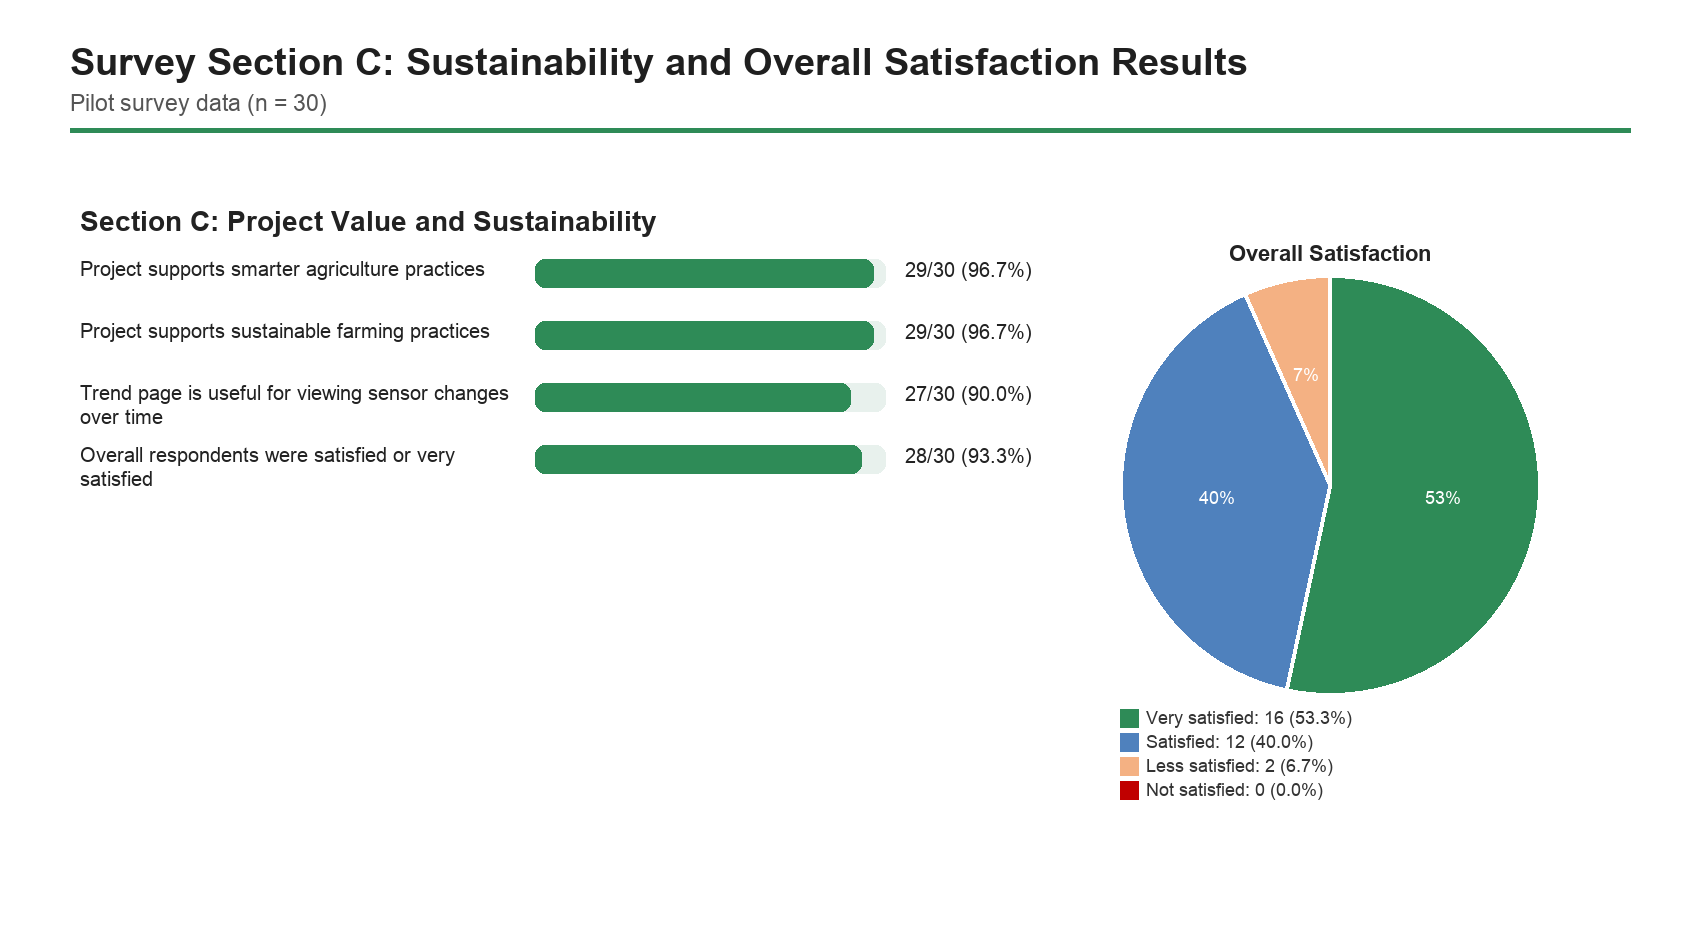 Survey Section C: Sustainability and Overall Satisfaction Results
Pilot survey data (n = 30)
Section C: Project Value and Sustainability
Project supports smarter agriculture practices
29/30 (96.7%)
Project supports sustainable farming practices
29/30 (96.7%)
Trend page is useful for viewing sensor changes
over time
27/30 (90.0%)
Overall respondents were satisfied or very
satisfied
28/30 (93.3%)
Overall Satisfaction
7%
40%
53%
Very satisfied: 16 (53.3%)
Satisfied: 12 (40.0%)
Less satisfied: 2 (6.7%)
Not satisfied: 0 (0.0%)